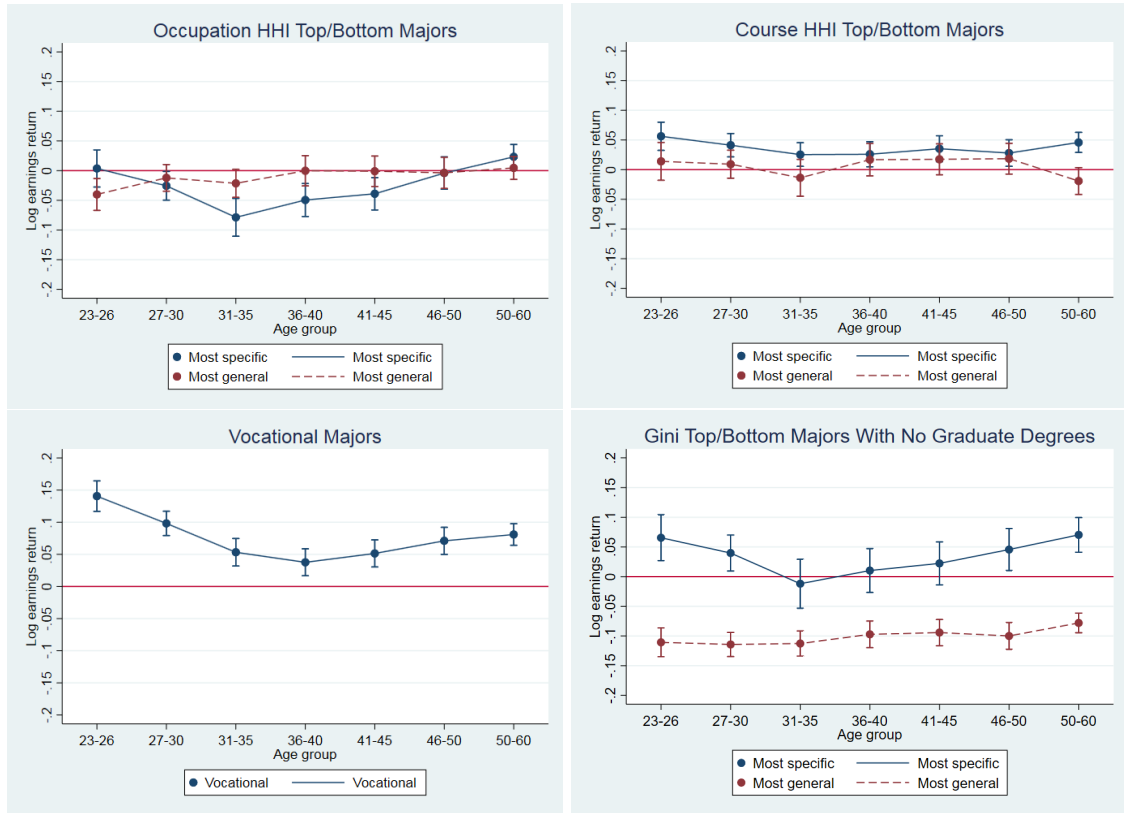 Occupation HHI Top/Bottom Majors
Log earnings return
.2
.15
.1
.05
0
-.05
-.1
-.15
-.2
23-26 27-30 31-35 36-40 41-45 46-50 50-60
Age group
Most specific Most specific
Most general Most general
Course HHI Top/Bottom Majors
Log earnings return
.2
.15
.1
.05
0
-.05
-.1
-.15
-.2
23-26 27-30 31-35 36-40 41-45 46-50 50-60
Age group
Most specific Most specific
Most general Most general
Vocational Majors
Log earnings return
.2
.15
.1
.05
0
-.05
-.1
-.15
-.2
23-26 27-30 31-35 36-40 41-45 46-50 50-60
Age group
Vocational Vocational
Gini Top/Bottom Majors With No Graduate Degrees
Log earnings return
.2
.15
.1
.05
0
-.05
-.1
-.15
-.2
23-26 27-30 31-35 36-40 41-45 46-50 50-60
Age group
Most specific Most specific
Most general Most general